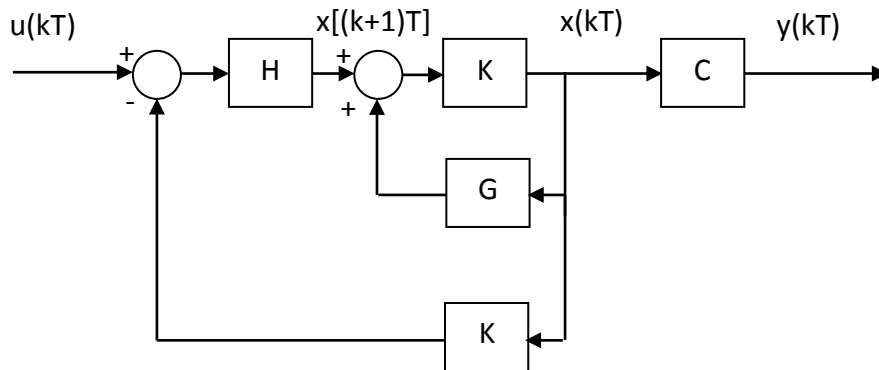 u(kT) x[(k+1)T] x(kT) y(kT)
+ +
H K C
- +
G
K